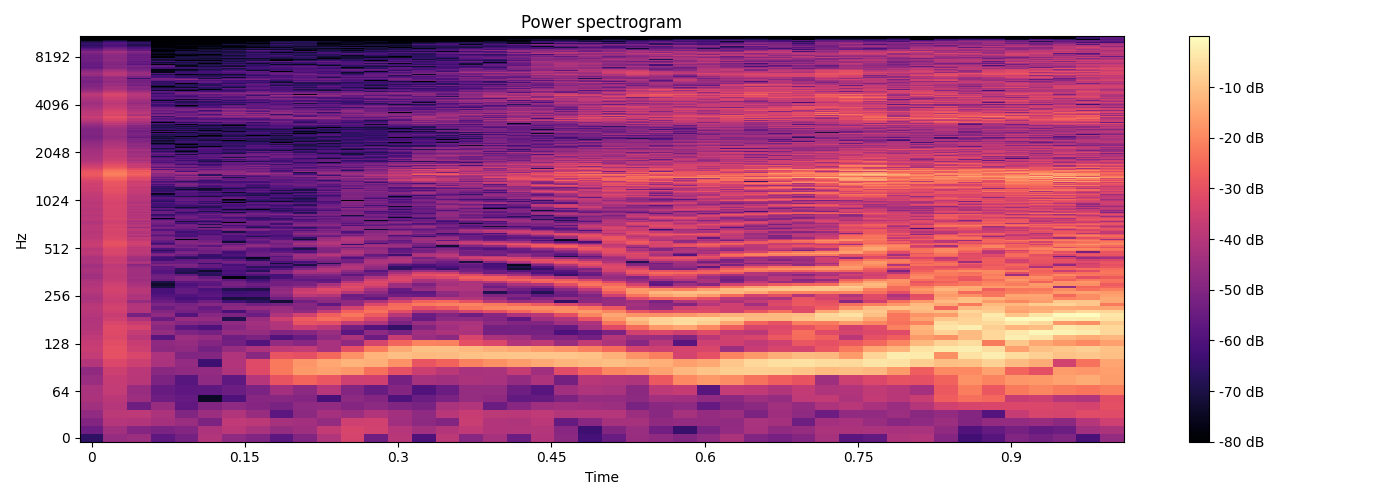 Power spectrogram
8192
4096
2048
1024
512
256
128
64
0
Hz
0 0.15 0.3 0.45 0.6 0.75 0.9
Time
-10 dB
-20 dB
-30 dB
-40 dB
-50 dB
-60 dB
-70 dB
-80 dB